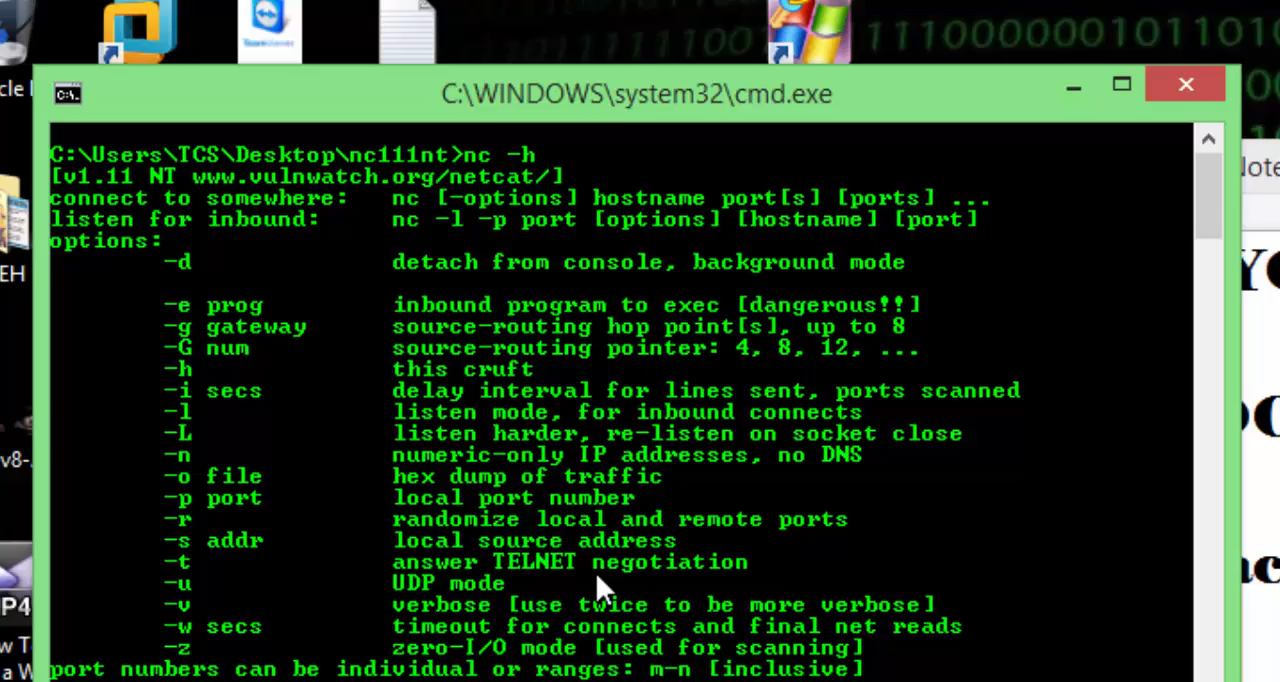 11100000010110
C:\WINDOWS\system32\cmd.exe
C:\Users\TCS\Desktop\nc111nt>nc -h
[v1.11 NT www.vulnwatch.org/netcat/]
connect to somewhere: nc [-options] hostname port[s] [ports] ...
listen for inbound: nc -l -p port [options] [hostname] [port]
options:
-d detach from console, background mode
-e prog inbound program to exec [dangerous!!]
-g gateway source-routing hop point[s], up to 8
-G num source-routing pointer: 4, 8, 12, ...
-h this cruft
-i secs delay interval for lines sent, ports scanned
-l listen mode, for inbound connects
-L listen harder, re-listen on socket close
-n numeric-only IP addresses, no DNS
-o file hex dump of traffic
-p port local port number
-r randomize local and remote ports
-s addr local source address
-t answer TELNET negotiation
-u UDP mode
-v verbose [use twice to be more verbose]
-w secs timeout for connects and final net reads
-z zero-I/O mode [used for scanning]
port numbers can be individual or ranges: m-n [inclusive]
EH
P4